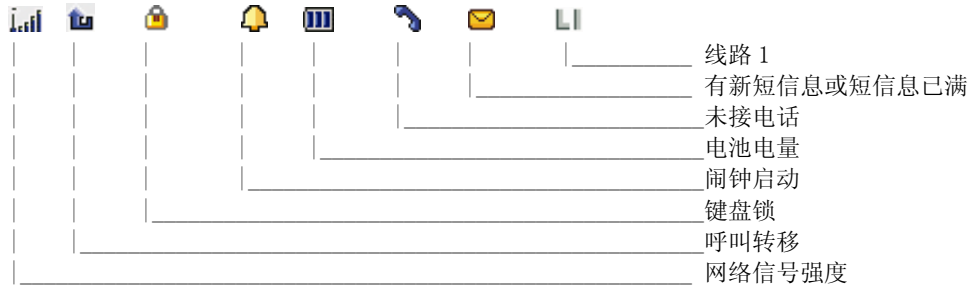 LI
线路 1
有新短信息或短信息已满
未接电话
电池电量
闹钟启动
键盘锁
呼叫转移
网络信号强度